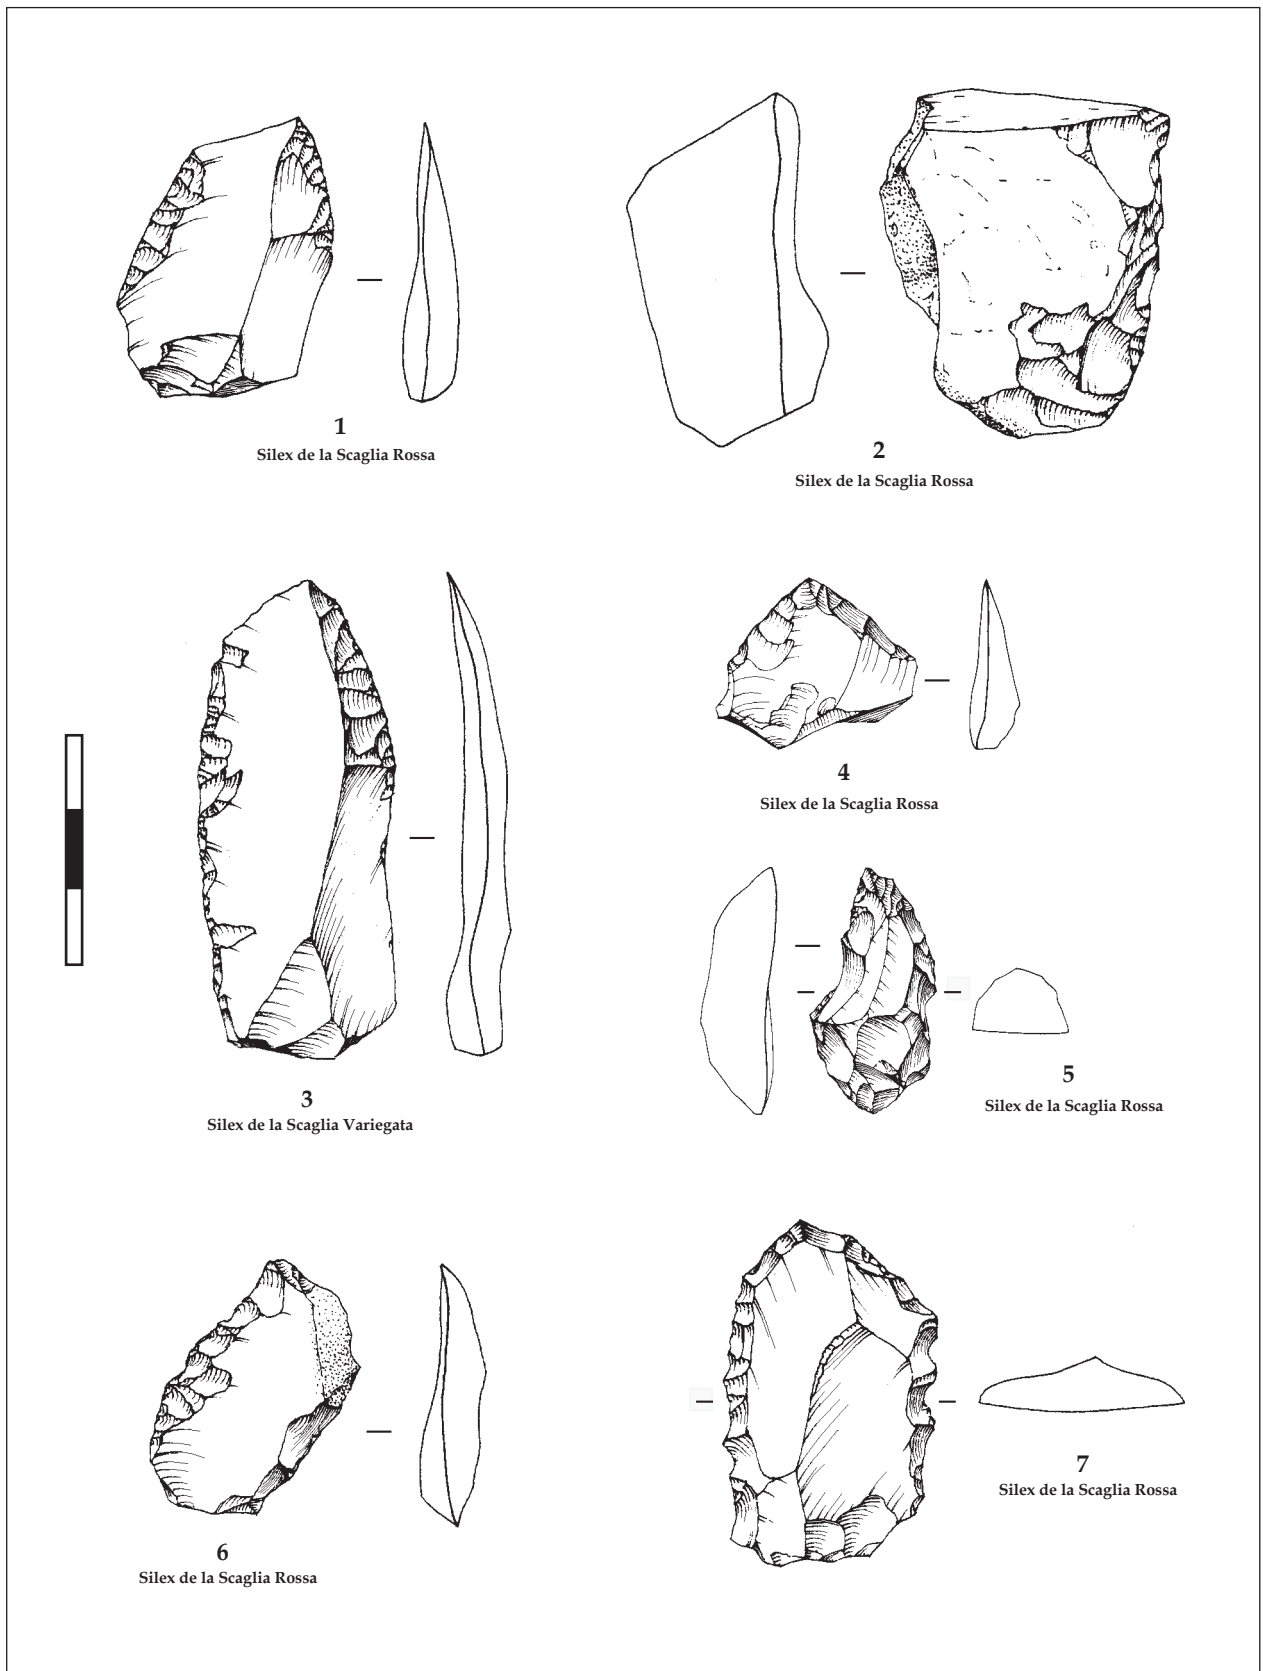 1
Silex de la Scaglia Rossa
2
Silex de la Scaglia Rossa
3
Silex de la Scaglia Variegata
4
Silex de la Scaglia Rossa
5
Silex de la Scaglia Rossa
6
Silex de la Scaglia Rossa
7
Silex de la Scaglia Rossa